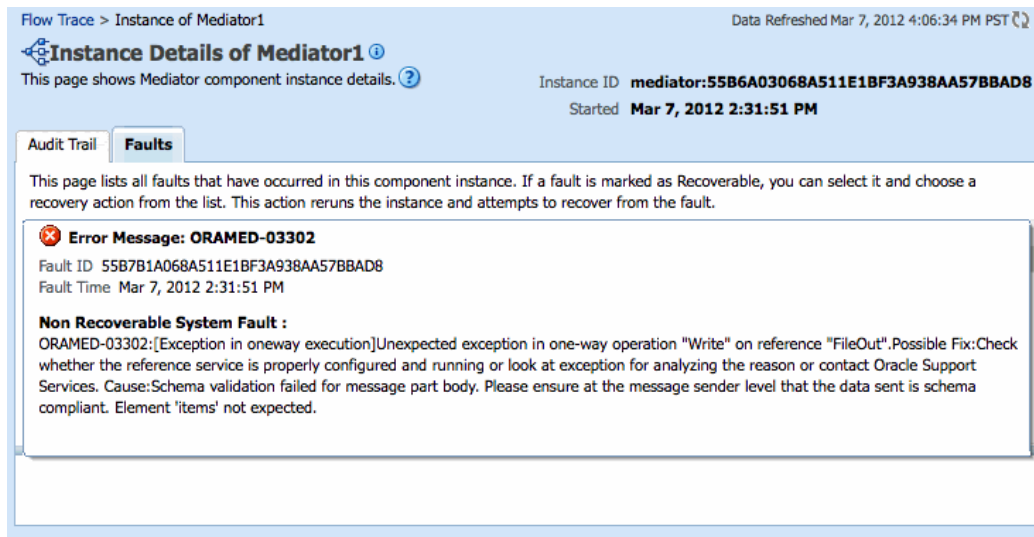 Flow Trace > Instance of Mediator1
Data Refreshed Mar 7, 2012 4:06:34 PM PST
Instance Details of Mediator1
This page shows Mediator component instance details.
Instance ID mediator:55B6A03068A511E1BF3A938AA57BBAD8
Started Mar 7, 2012 2:31:51 PM
Audit Trail Faults
This page lists all faults that have occurred in this component instance. If a fault is marked as Recoverable, you can select it and choose a
recovery action from the list. This action reruns the instance and attempts to recover from the fault.
Error Message: ORAMED-03302
Fault ID 55B7B1A068A511E1BF3A938AA57BBAD8
Fault Time Mar 7, 2012 2:31:51 PM
Non Recoverable System Fault :
ORAMED-03302:[Exception in oneway execution]Unexpected exception in one-way operation "Write" on reference "FileOut".Possible Fix:Check
whether the reference service is properly configured and running or look at exception for analyzing the reason or contact Oracle Support
Services. Cause:Schema validation failed for message part body. Please ensure at the message sender level that the data sent is schema
compliant. Element 'items' not expected.